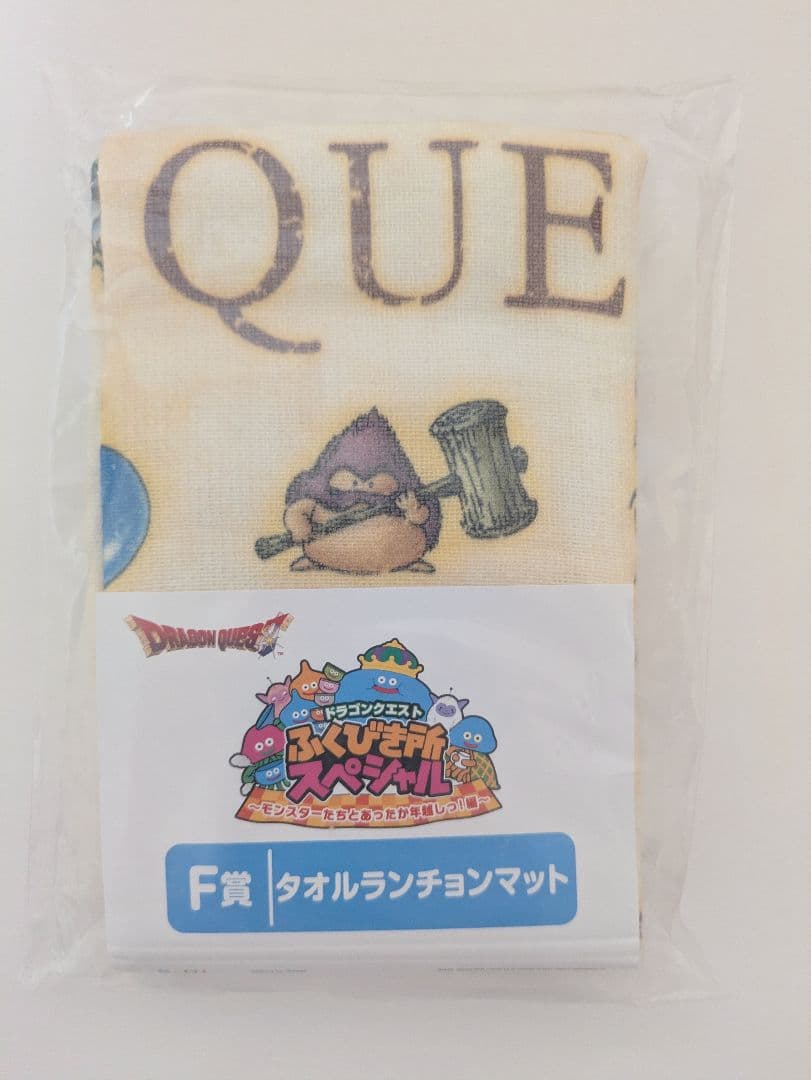 QUE
DRAGON QUEST
ドラゴンクエスト
ふくびき所
スペシャル
～モンスターたちとあったか年越しっ!編～
F賞 タオルランチョンマット